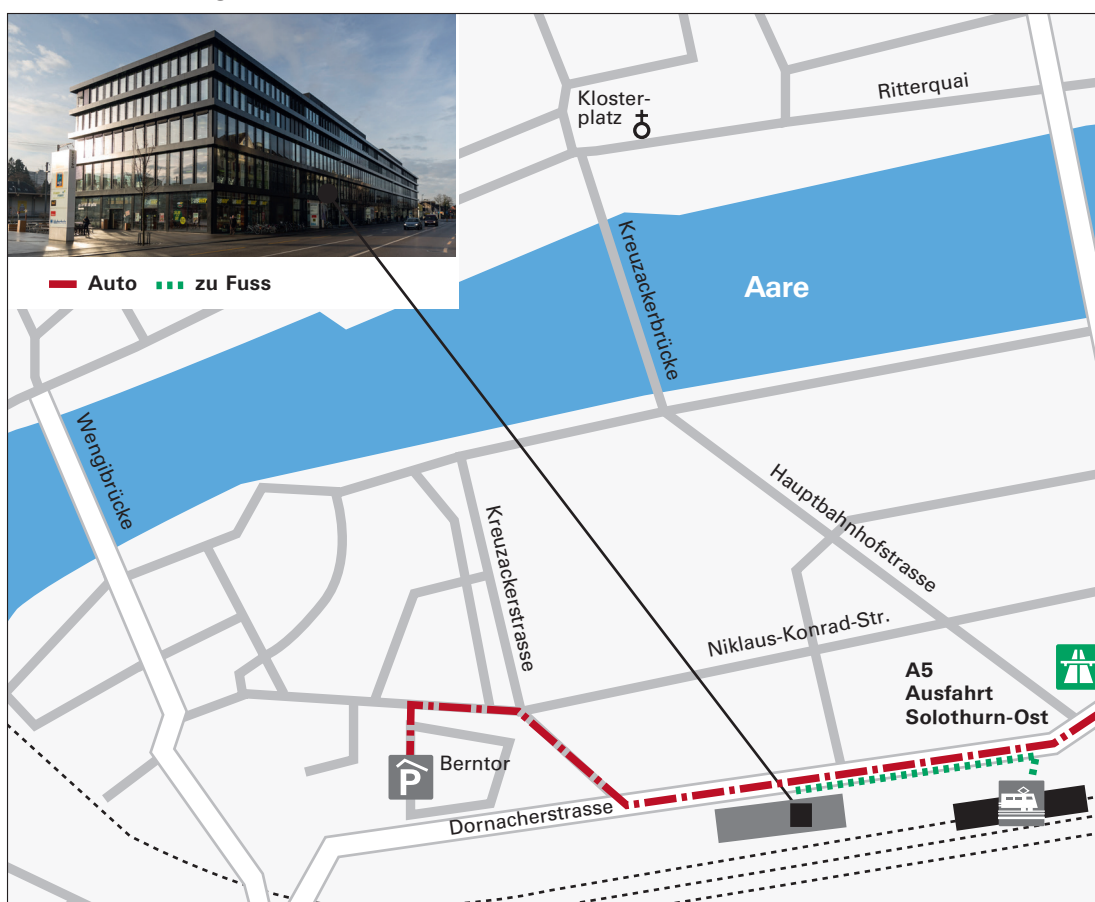 Auto
zu Fuss
Kloster-
platz
Ritterquai
Kreuzackerbrücke
Aare
Wengibrücke
Hauptbahnhofstrasse
Kreuzackerstrasse
Niklaus-Konrad-Str.
A5
Ausfahrt
Solothurn-Ost
P
Berntor
Dornacherstrasse